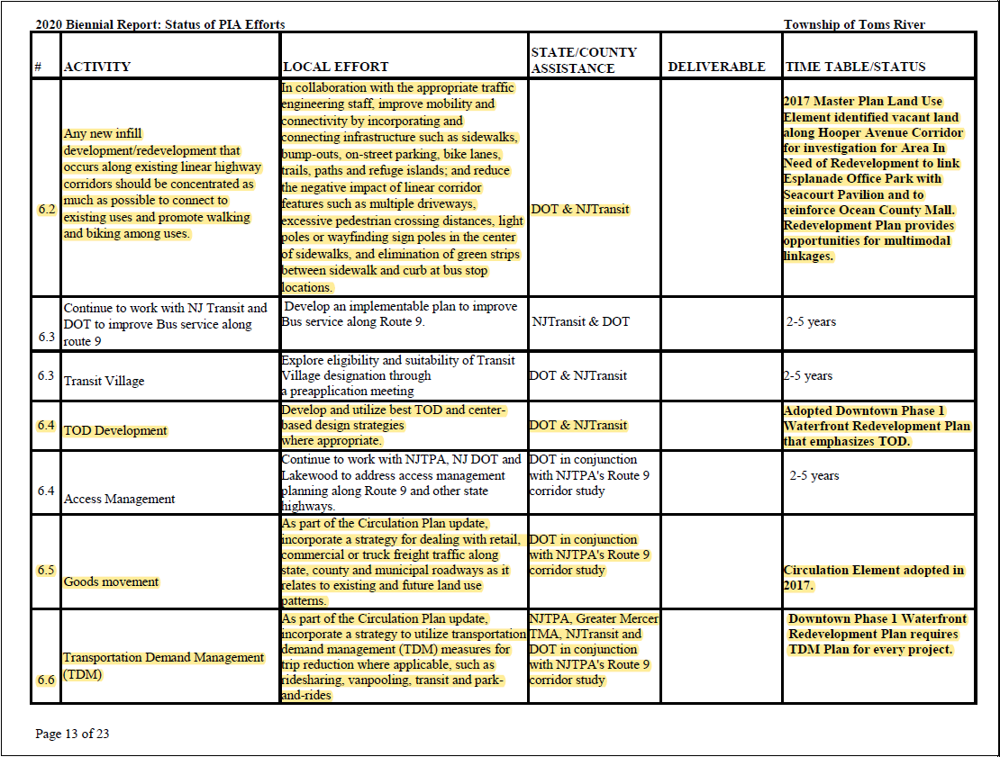 2020 Biennial Report: Status of PIA Efforts
Township of Toms River
#
ACTIVITY
LOCAL EFFORT
STATE/COUNTY
ASSISTANCE
DELIVERABLE
TIME TABLE/STATUS
6.2
Any new infill
development/redevelopment that
occurs along existing linear highway
corridors should be concentrated as
much as possible to connect to
existing uses and promote walking
and biking among uses.
In collaboration with the appropriate traffic
engineering staff, improve mobility and
connectivity by incorporating and
connecting infrastructure such as sidewalks,
bump-outs, on-street parking, bike lanes,
trails, paths and refuge islands; and reduce
the negative impact of linear corridor
features such as multiple driveways,
excessive pedestrian crossing distances, light
poles or wayfinding sign poles in the center
of sidewalks, and elimination of green strips
between sidewalk and curb at bus stop
locations.
DOT & NJTransit
2017 Master Plan Land Use
Element identified vacant land
along Hooper Avenue Corridor
for investigation for Area In
Need of Redevelopment to link
Esplanade Office Park with
Seacourt Pavilion and to
reinforce Ocean County Mall.
Redevelopment Plan provides
opportunities for multimodal
linkages.
6.3
Continue to work with NJ Transit and
DOT to improve Bus service along
route 9
Develop an implementable plan to improve
Bus service along Route 9.
NJTransit & DOT
2-5 years
6.3
Transit Village
Explore eligibility and suitability of Transit
Village designation through
a preapplication meeting
DOT & NJTransit
2-5 years
6.4
TOD Development
Develop and utilize best TOD and center-
based design strategies
where appropriate.
DOT & NJTransit
Adopted Downtown Phase 1
Waterfront Redevelopment Plan
that emphasizes TOD.
6.4
Access Management
Continue to work with NJTPA, NJ DOT and
Lakewood to address access management
planning along Route 9 and other state
highways.
DOT in conjunction
with NJTPA's Route 9
corridor study
2-5 years
6.5
Goods movement
As part of the Circulation Plan update,
incorporate a strategy for dealing with retail,
commercial or truck freight traffic along
state, county and municipal roadways as it
relates to existing and future land use
patterns.
DOT in conjunction
with NJTPA's Route 9
corridor study
Circulation Element adopted in
2017.
6.6
Transportation Demand Management
(TDM)
As part of the Circulation Plan update,
incorporate a strategy to utilize transportation
demand management (TDM) measures for
trip reduction where applicable, such as
ridesharing, vanpooling, transit and park-
and-rides
NJTPA, Greater Mercer
TMA, NJTransit and
DOT in conjunction
with NJTPA's Route 9
corridor study
Downtown Phase 1 Waterfront
Redevelopment Plan requires
TDM Plan for every project.
Page 13 of 23